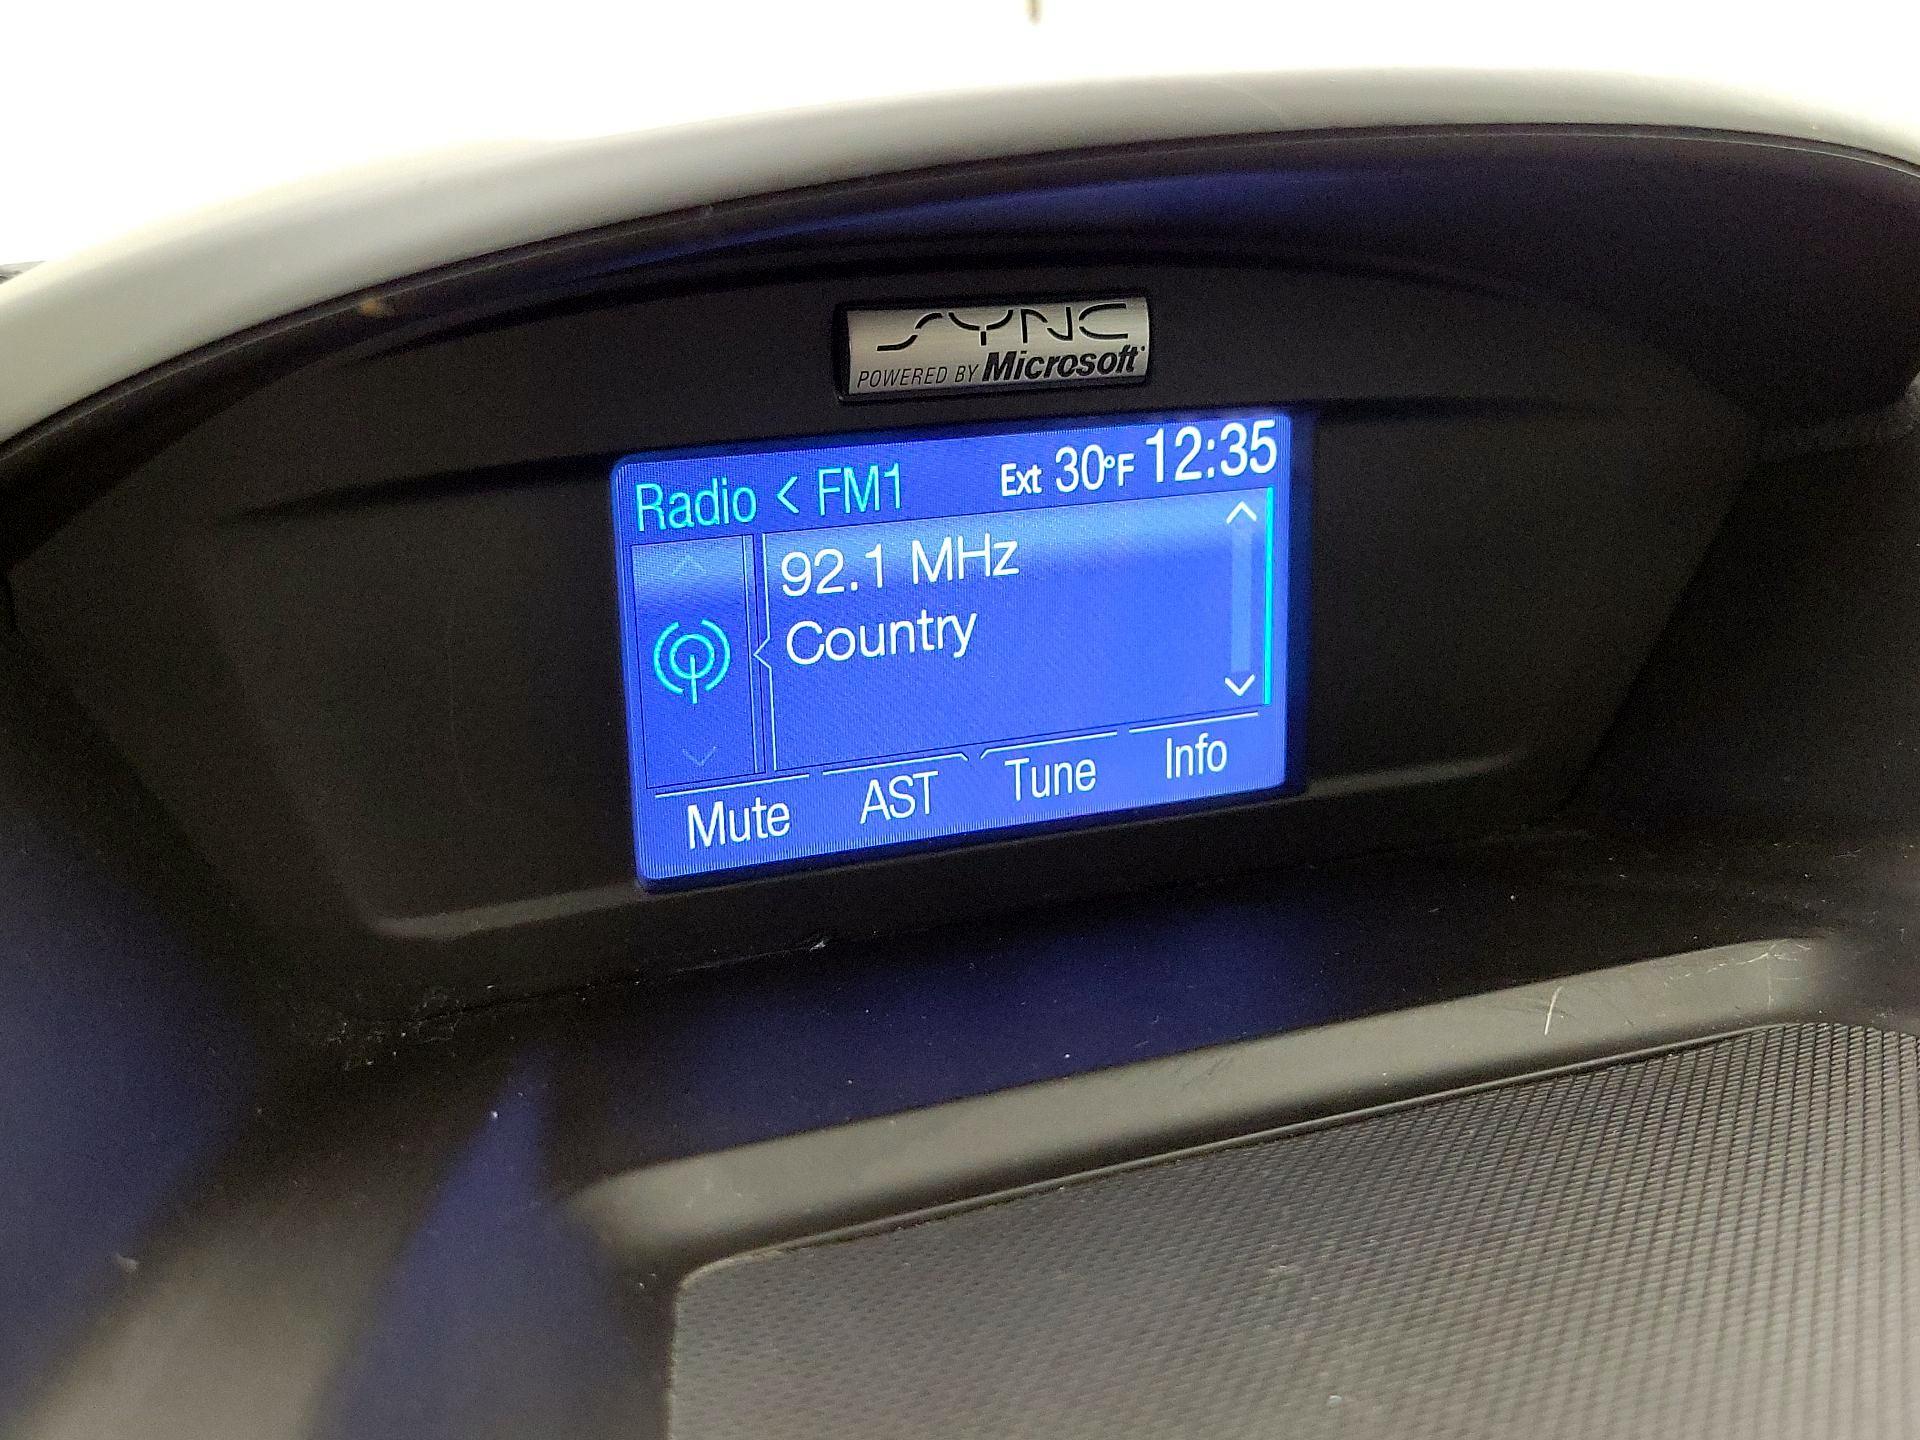 SYNC
POWERED BY Microsoft
Radio < FM1 Ext 30°F 12:35
92.1 MHz
Country
Mute AST Tune Info